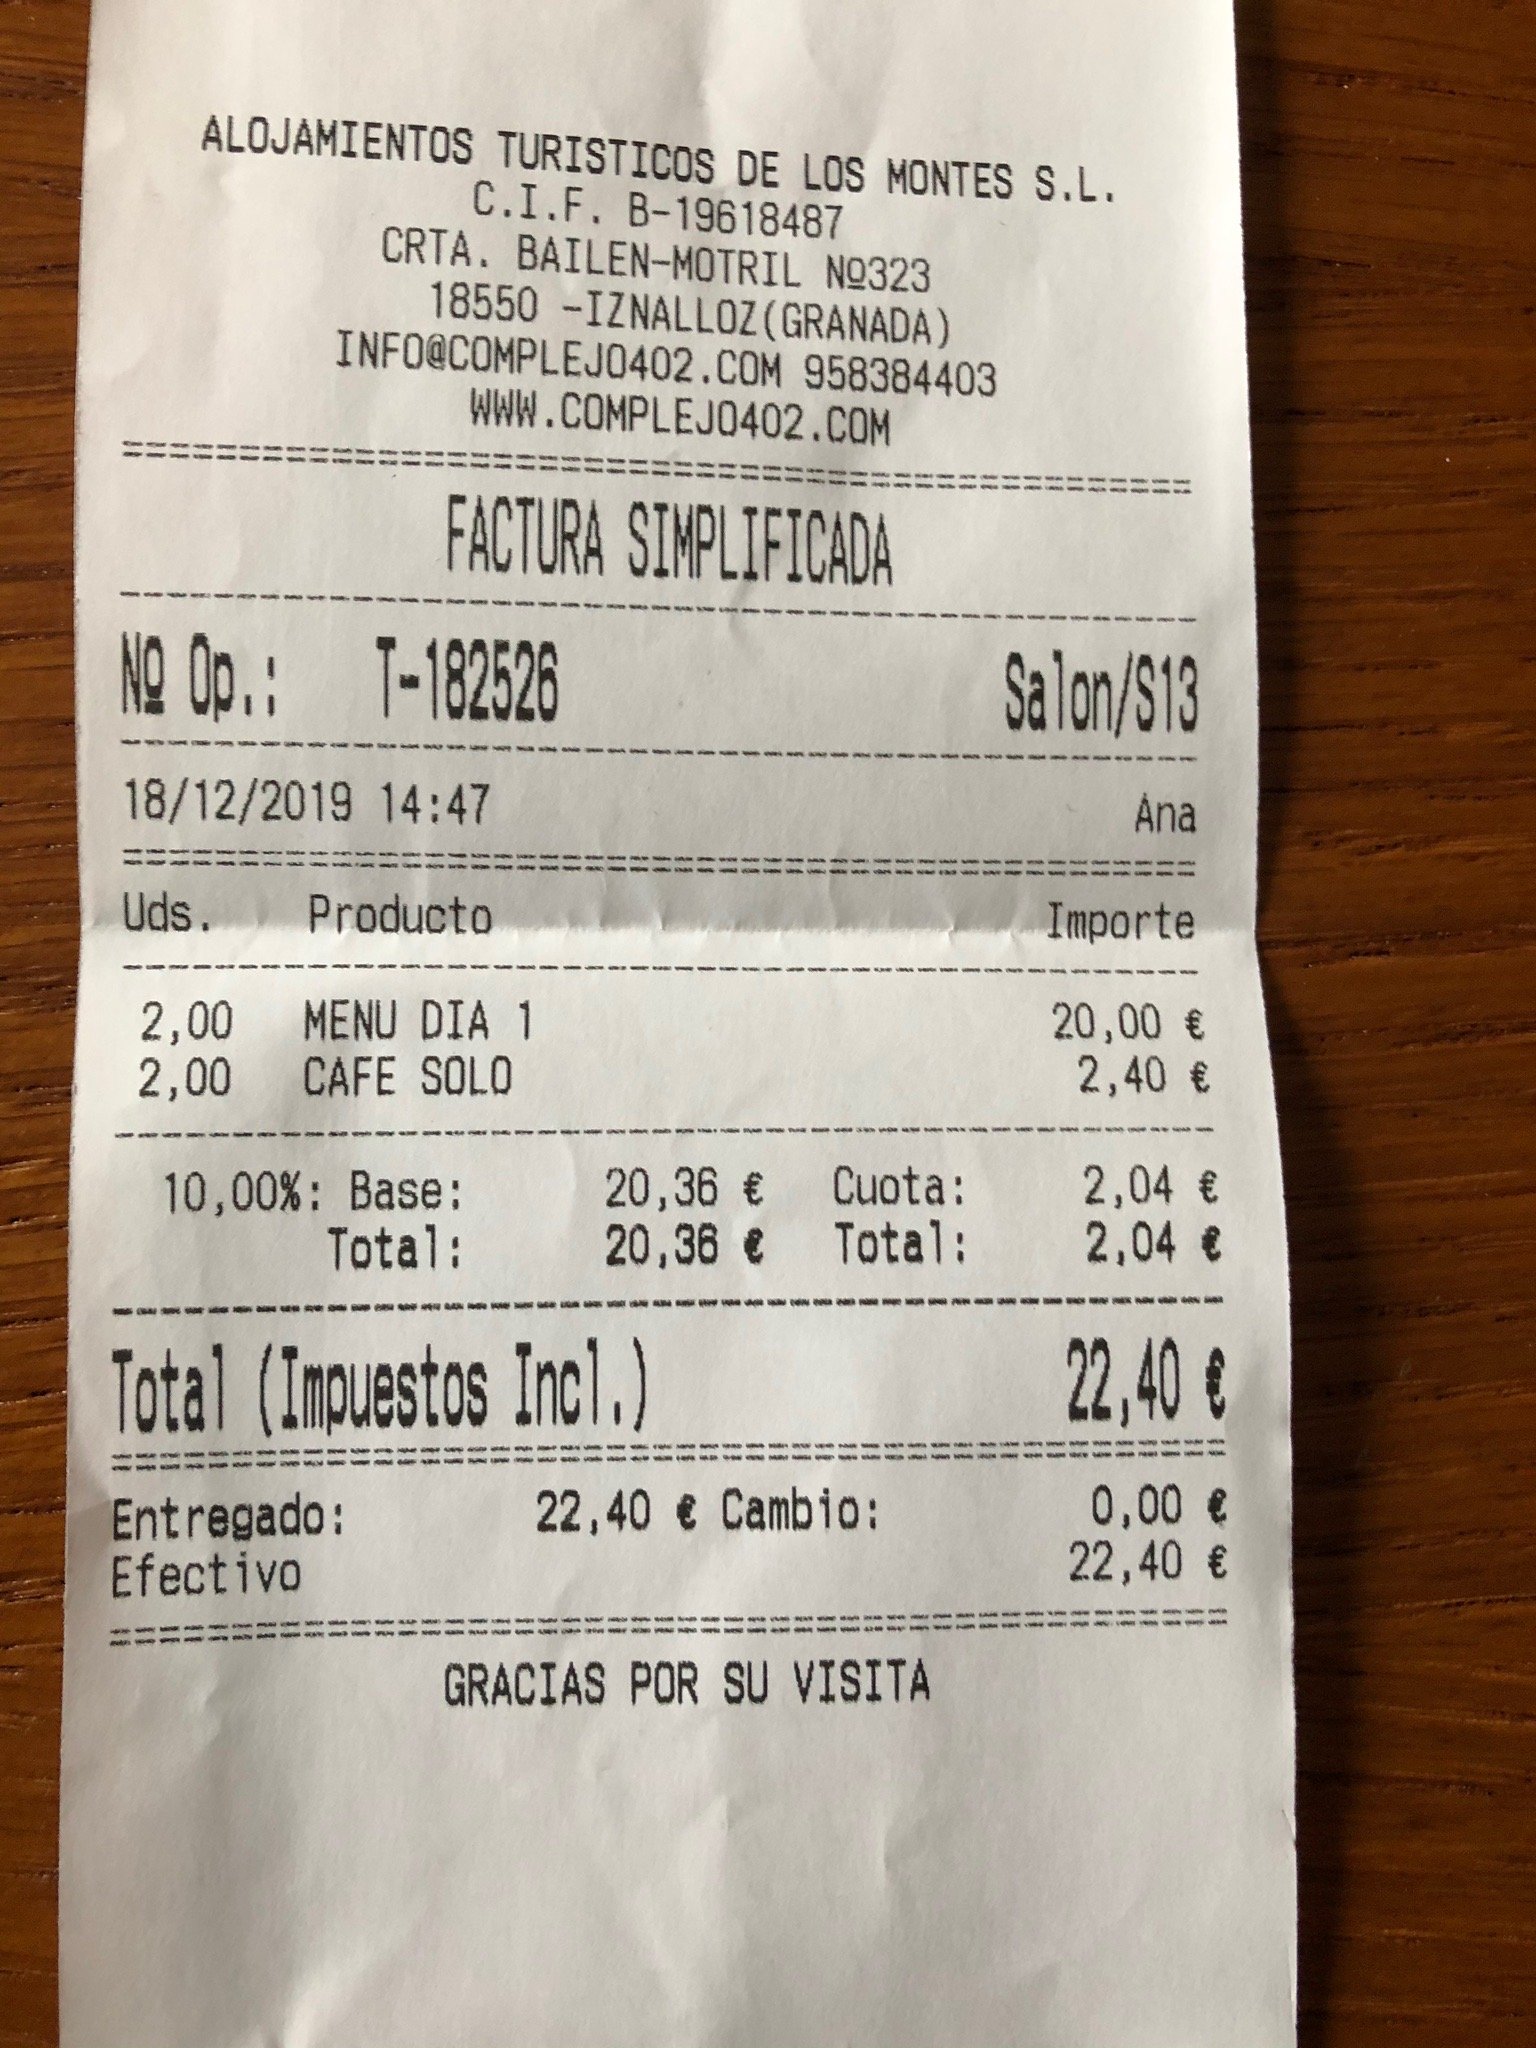 ALOJAMIENTOS TURISTICOS DE LOS MONTES S.L.
C.I.F. B-19618487
CRTA. BAILEN-MOTRIL Nº323
18550 -IZNALLOZ(GRANADA)
INFO@COMPLEJO402.COM 958384403
WWW.COMPLEJO402.COM
FACTURA SIMPLIFICADA
Nº Op.: T-182526 Salon/S13
18/12/2019 14:47 Ana
Uds. Producto Importe
2,00 MENU DIA 1 20,00 €
2,00 CAFE SOLO 2,40 €
10,00%: Base: 20,36 € Cuota: 2,04 €
Total: 20,36 € Total: 2,04 €
Total (Impuestos Incl.) 22,40 €
Entregado: 22,40 € Cambio: 0,00 €
Efectivo 22,40 €
GRACIAS POR SU VISITA